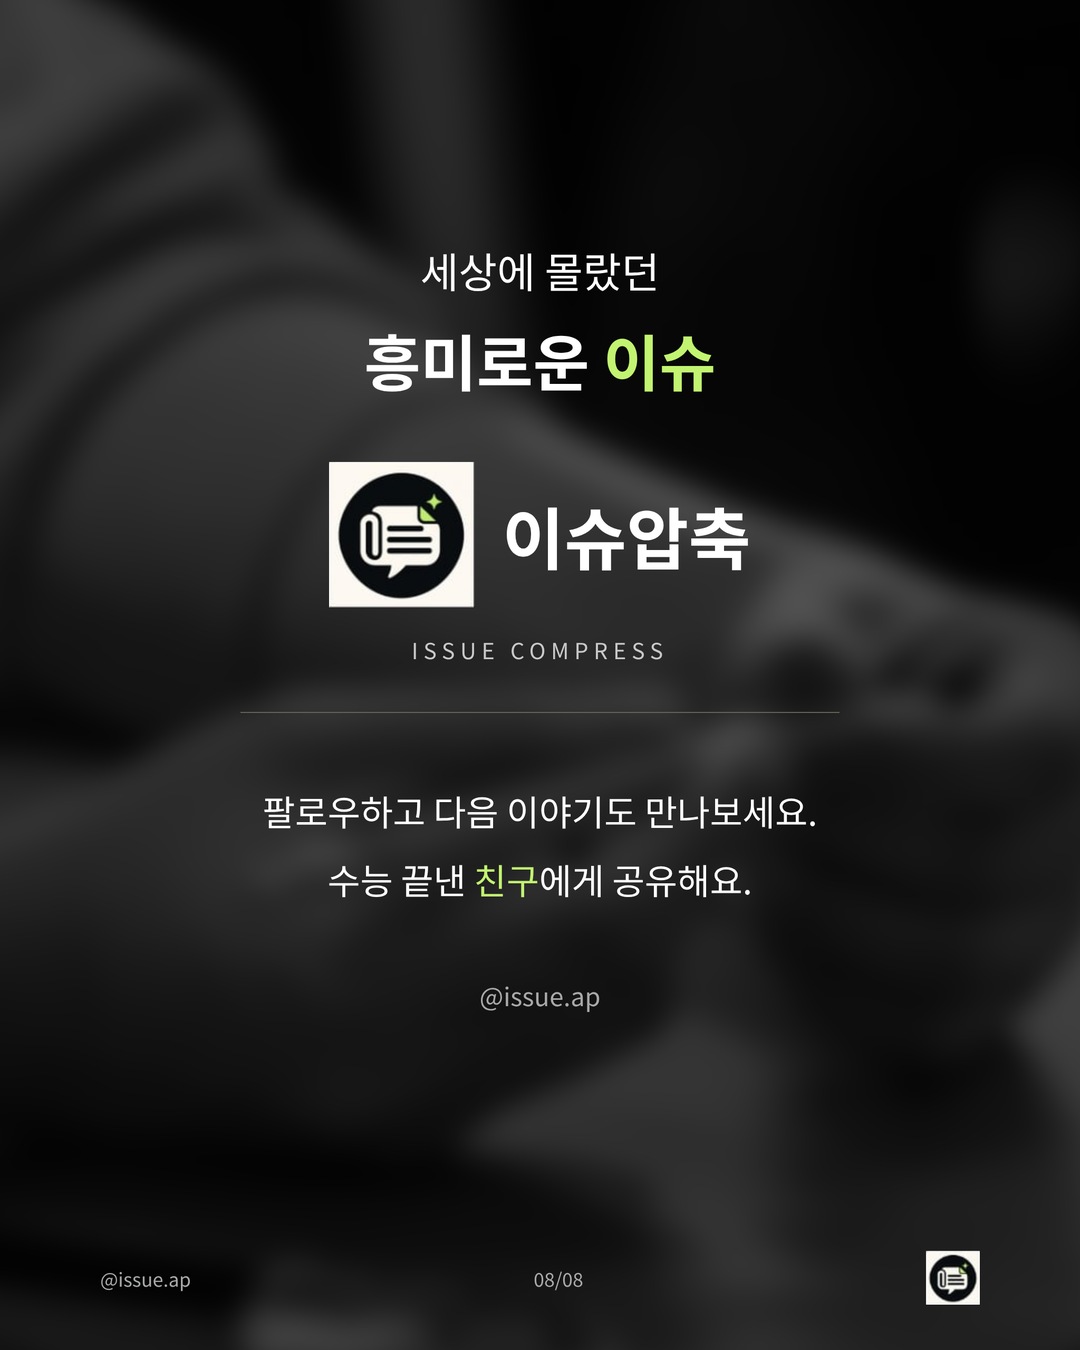 세상에 몰랐던
흥미로운 이슈
이슈압축
ISSUE COMPRESS
팔로우하고 다음 이야기도 만나보세요.
수능 끝낸 친구에게 공유해요.
@issue.ap
@issue.ap
08/08